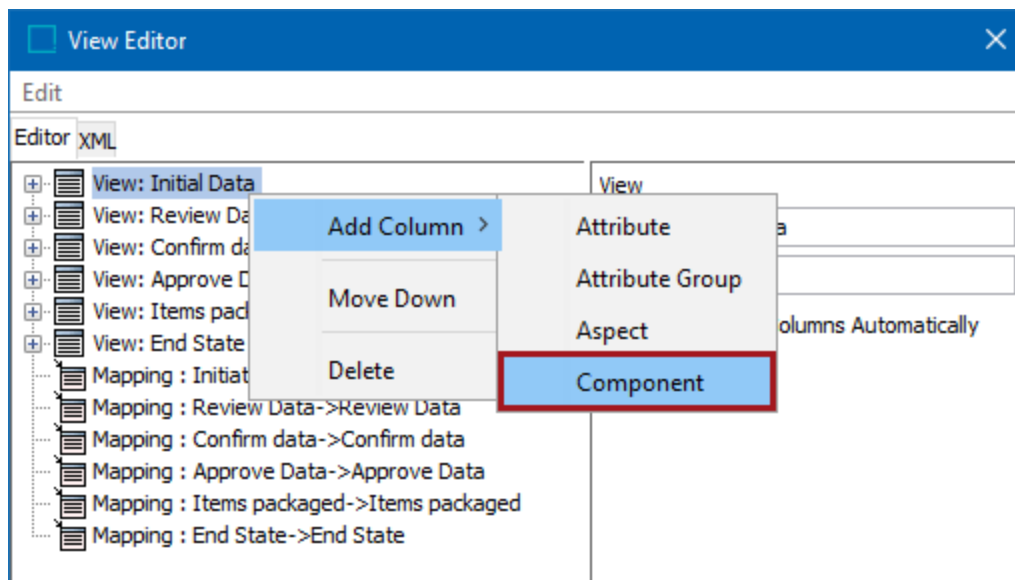 View Editor
Edit
Editor XML
View: Initial Data
View: Review Da
View: Confirm da
View: Approve D
View: Items pac
View: End State
Mapping : Initiat
Mapping : Review Data->Review Data
Mapping : Confirm data->Confirm data
Mapping : Approve Data->Approve Data
Mapping : Items packaged->Items packaged
Mapping : End State->End State
Add Column >
Move Down
Delete
Attribute
Attribute Group
Aspect
Component
View
a
olumns Automatically